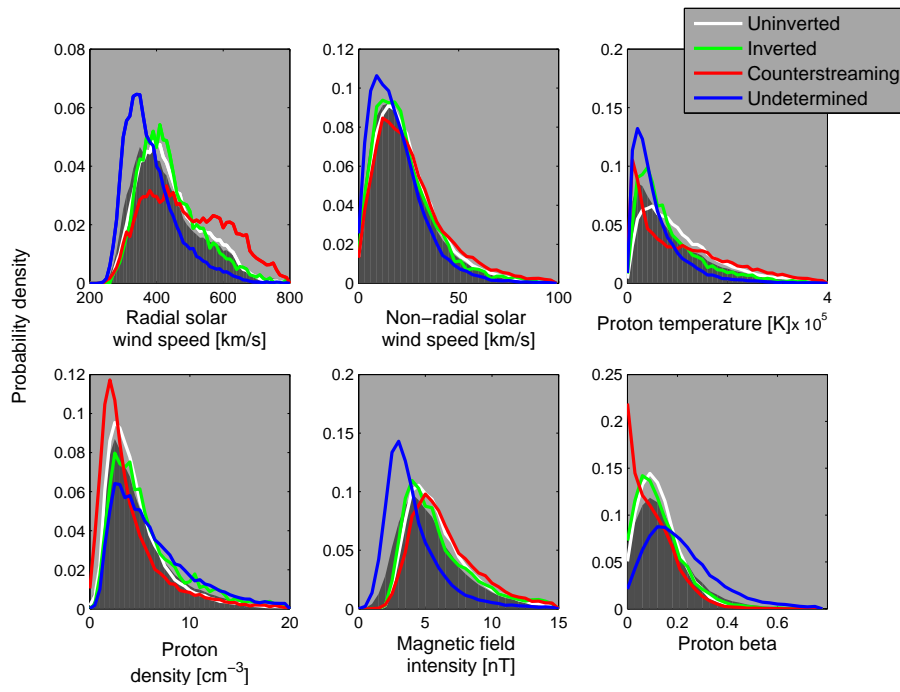 Uninverted
Inverted
Counterstreaming
Undetermined
Probability density
0.08
0.06
0.04
0.02
0
200 400 600 800
Radial solar
wind speed [km/s]
0.12
0.1
0.08
0.06
0.04
0.02
0
0 50 100
Non−radial solar
wind speed [km/s]
0.2
0.15
0.1
0.05
0
0 2 4
Proton temperature [K] x 10^5
0.12
0.1
0.08
0.06
0.04
0.02
0
0 10 20
Proton
density [cm^−3]
0.2
0.15
0.1
0.05
0
0 5 10 15
Magnetic field
intensity [nT]
0.25
0.2
0.15
0.1
0.05
0
0 0.2 0.4 0.6 0.8
Proton beta